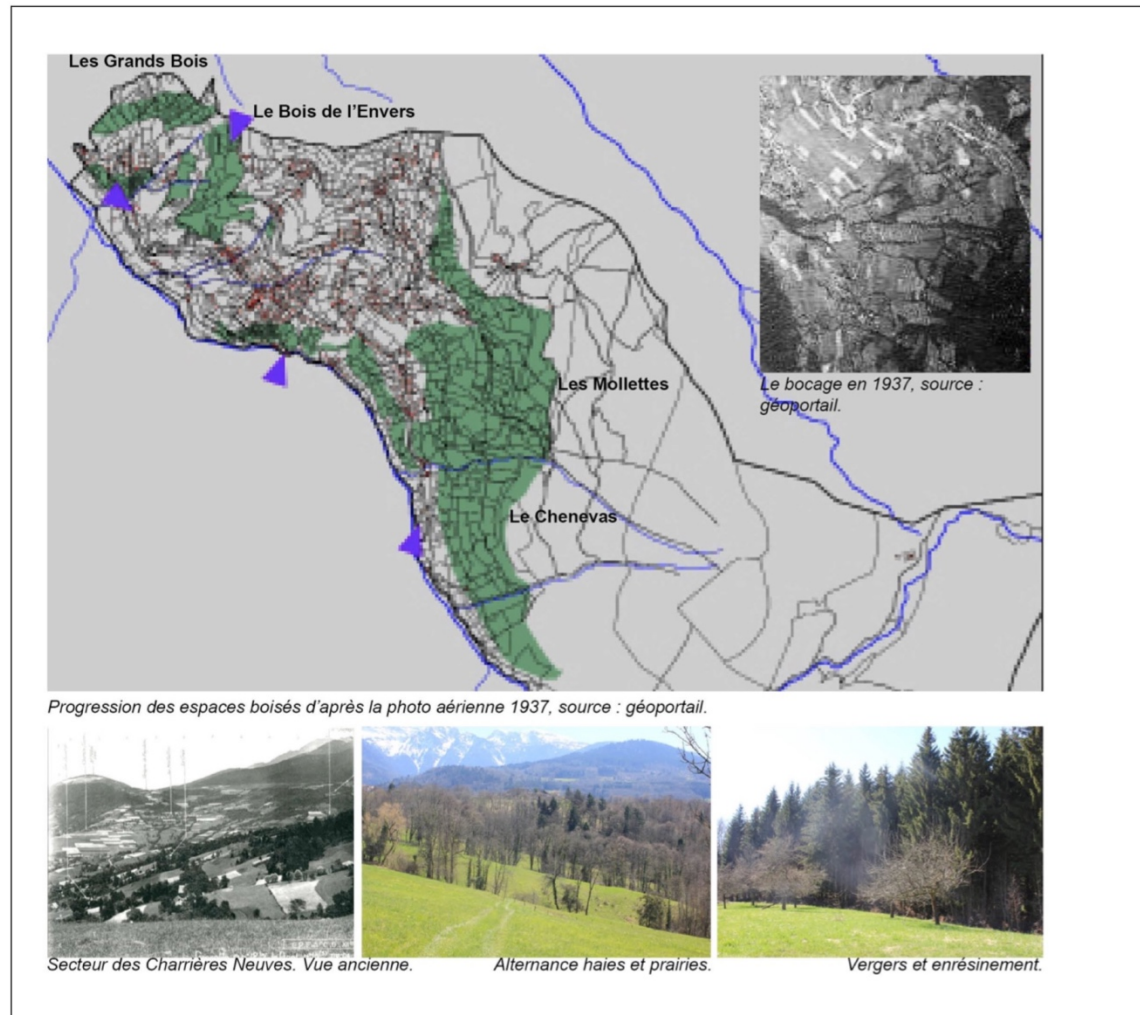 Les Grands Bois
Le Bois de l'Envers
Les Mollettes
Le Chenevas
Le bocage en 1937, source :
géoportail.
Progression des espaces boisés d'après la photo aérienne 1937, source : géoportail.
Secteur des Charrières Neuves. Vue ancienne.
Alternance haies et prairies.
Vergers et enrésinement.